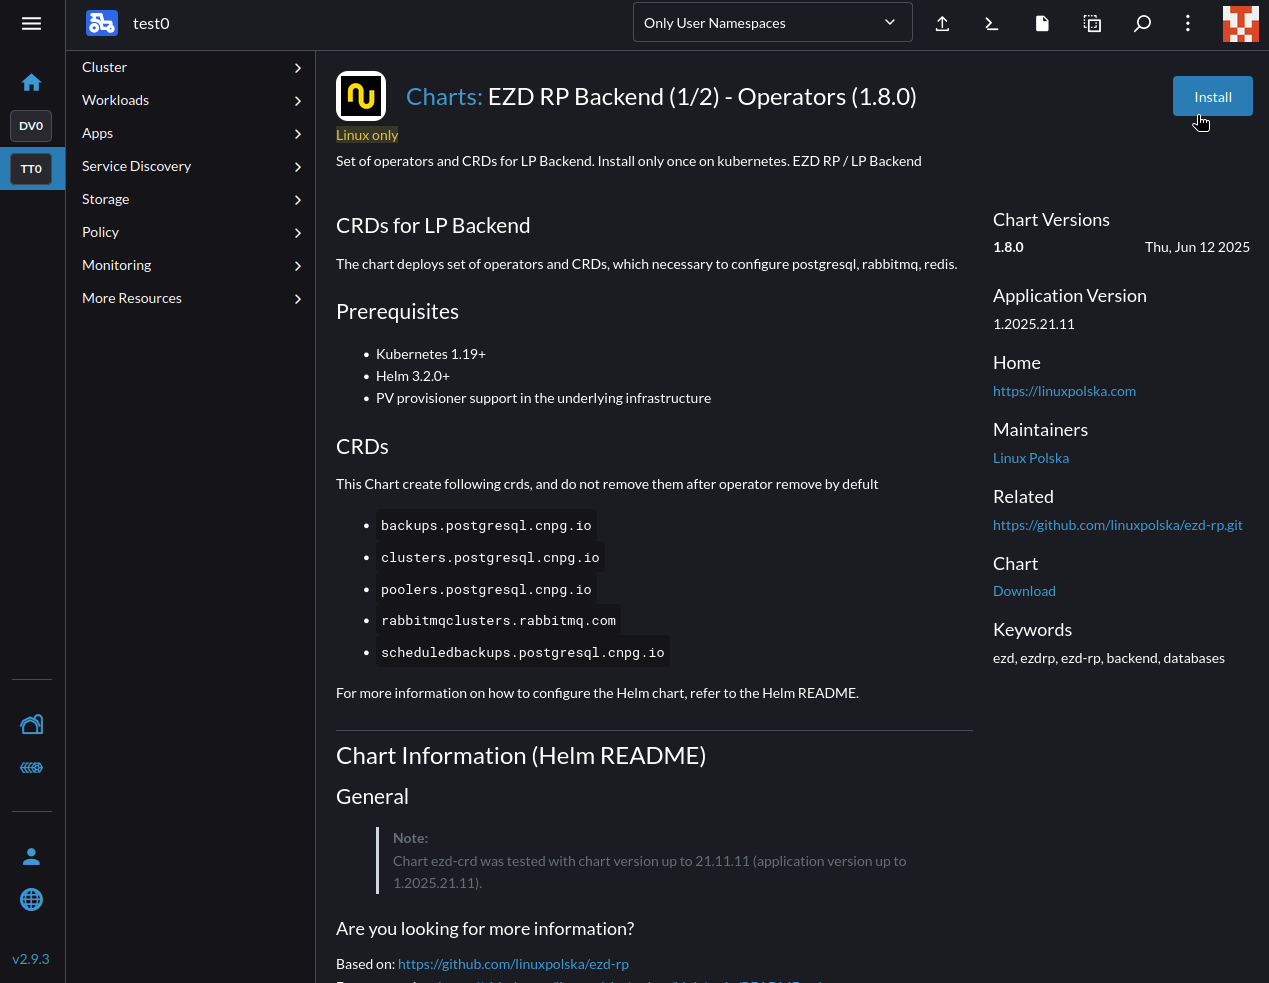 test0
Only User Namespaces
DV0
TT0
v2.9.3
Cluster
Workloads
Apps
Service Discovery
Storage
Policy
Monitoring
More Resources
Charts: EZD RP Backend (1/2) - Operators (1.8.0)
Install
Linux only
Set of operators and CRDs for LP Backend. Install only once on kubernetes. EZD RP / LP Backend
CRDs for LP Backend
The chart deploys set of operators and CRDs, which necessary to configure postgresql, rabbitmq, redis.
Prerequisites
• Kubernetes 1.19+
• Helm 3.2.0+
• PV provisioner support in the underlying infrastructure
CRDs
This Chart create following crds, and do not remove them after operator remove by defult
• backups.postgresql.cnpg.io
• clusters.postgresql.cnpg.io
• poolers.postgresql.cnpg.io
• rabbitmqclusters.rabbitmq.com
• scheduledbackups.postgresql.cnpg.io
For more information on how to configure the Helm chart, refer to the Helm README.
Chart Information (Helm README)
General
Note:
Chart ezd-crd was tested with chart version up to 21.11.11 (application version up to
1.2025.21.11).
Are you looking for more information?
Based on: https://github.com/linuxpolska/ezd-rp
Chart Versions
1.8.0 Thu, Jun 12 2025
Application Version
1.2025.21.11
Home
https://linuxpolska.com
Maintainers
Linux Polska
Related
https://github.com/linuxpolska/ezd-rp.git
Chart
Download
Keywords
ezd, ezdrp, ezd-rp, backend, databases